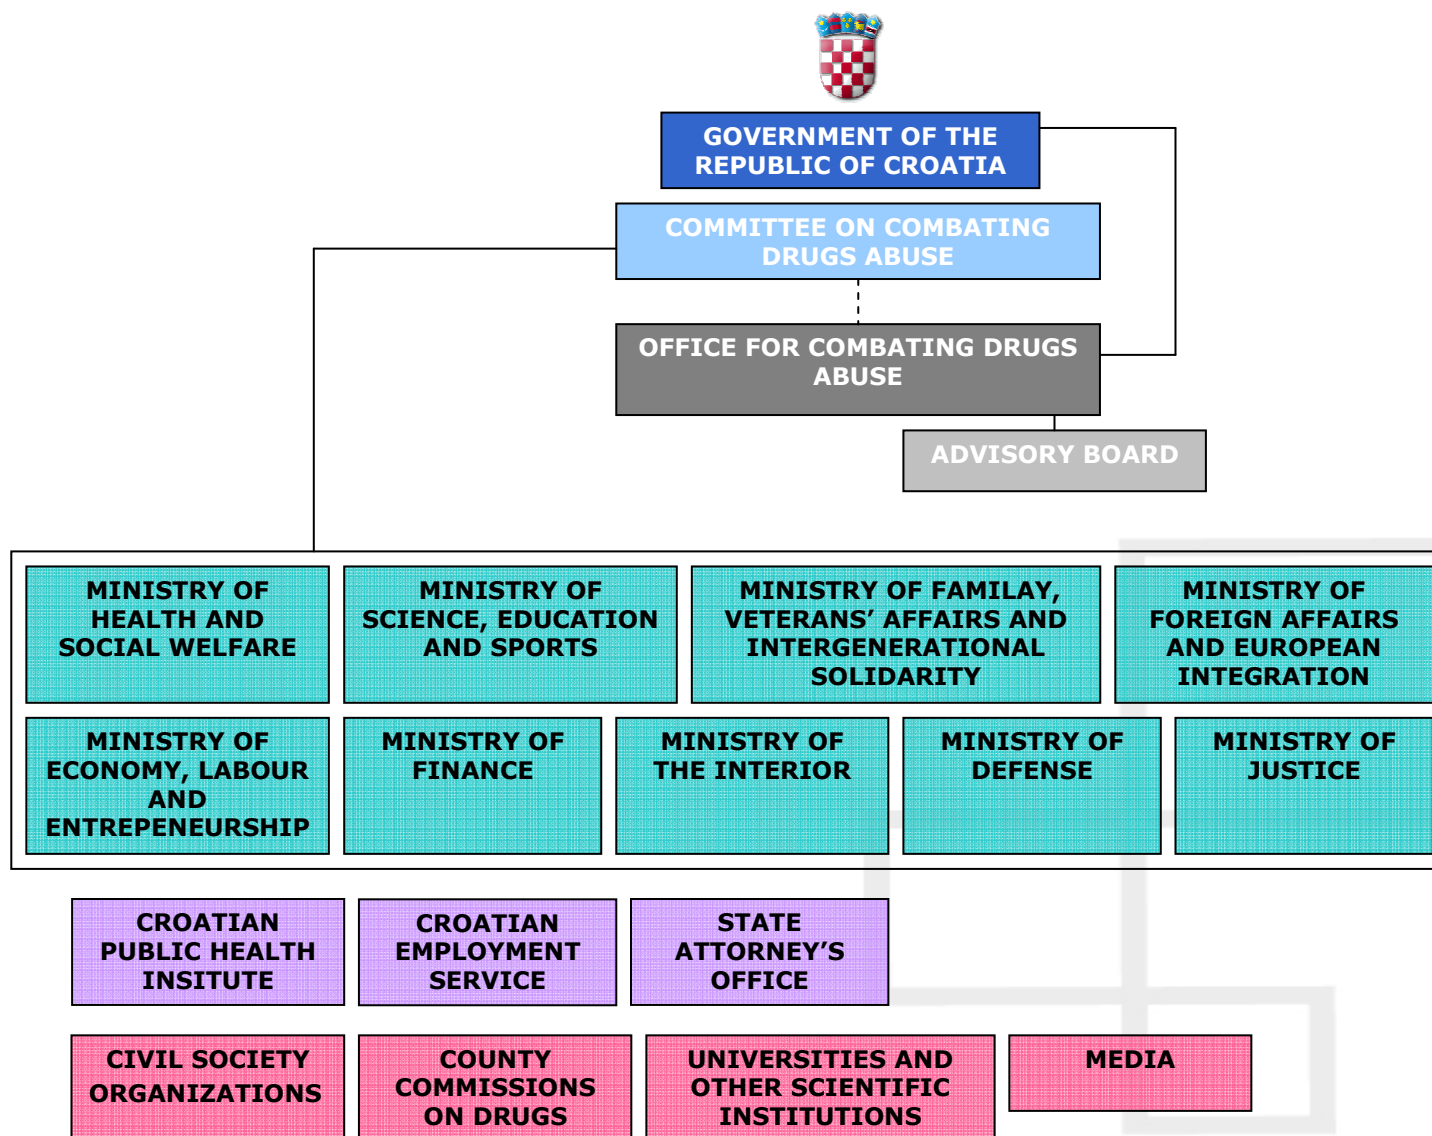 GOVERNMENT OF THE
REPUBLIC OF CROATIA
COMMITTEE ON COMBATING
DRUGS ABUSE
OFFICE FOR COMBATING DRUGS
ABUSE
ADVISORY BOARD
MINISTRY OF
HEALTH AND
SOCIAL WELFARE
MINISTRY OF
SCIENCE, EDUCATION
AND SPORTS
MINISTRY OF FAMILAY,
VETERANS’ AFFAIRS AND
INTERGENERATIONAL
SOLIDARITY
MINISTRY OF
FOREIGN AFFAIRS
AND EUROPEAN
INTEGRATION
MINISTRY OF
ECONOMY, LABOUR
AND
ENTREPENEURSHIP
MINISTRY OF
FINANCE
MINISTRY OF
THE INTERIOR
MINISTRY OF
DEFENSE
MINISTRY OF
JUSTICE
CROATIAN
PUBLIC HEALTH
INSITUTE
CROATIAN
EMPLOYMENT
SERVICE
STATE
ATTORNEY’S
OFFICE
CIVIL SOCIETY
ORGANIZATIONS
COUNTY
COMMISSIONS
ON DRUGS
UNIVERSITIES AND
OTHER SCIENTIFIC
INSTITUTIONS
MEDIA